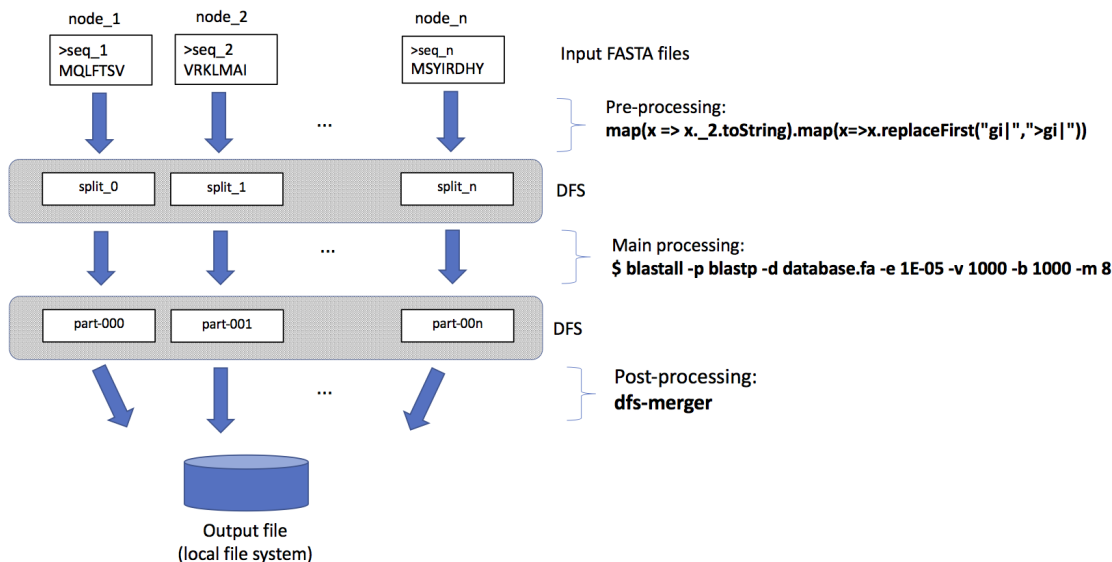 node_1
node_2
node_n
>seq_1
MQLFTSV
>seq_2
VRKLMAI
>seq_n
MSYIRDHY
Input FASTA files
...
Pre-processing:
map(x => x._2.toString).map(x=>x.replaceFirst("gi|",">gi|"))
split_0
split_1
split_n
DFS
...
Main processing:
$ blastall -p blastp -d database.fa -e 1E-05 -v 1000 -b 1000 -m 8
part-000
part-001
part-00n
DFS
...
Post-processing:
dfs-merger
Output file
(local file system)